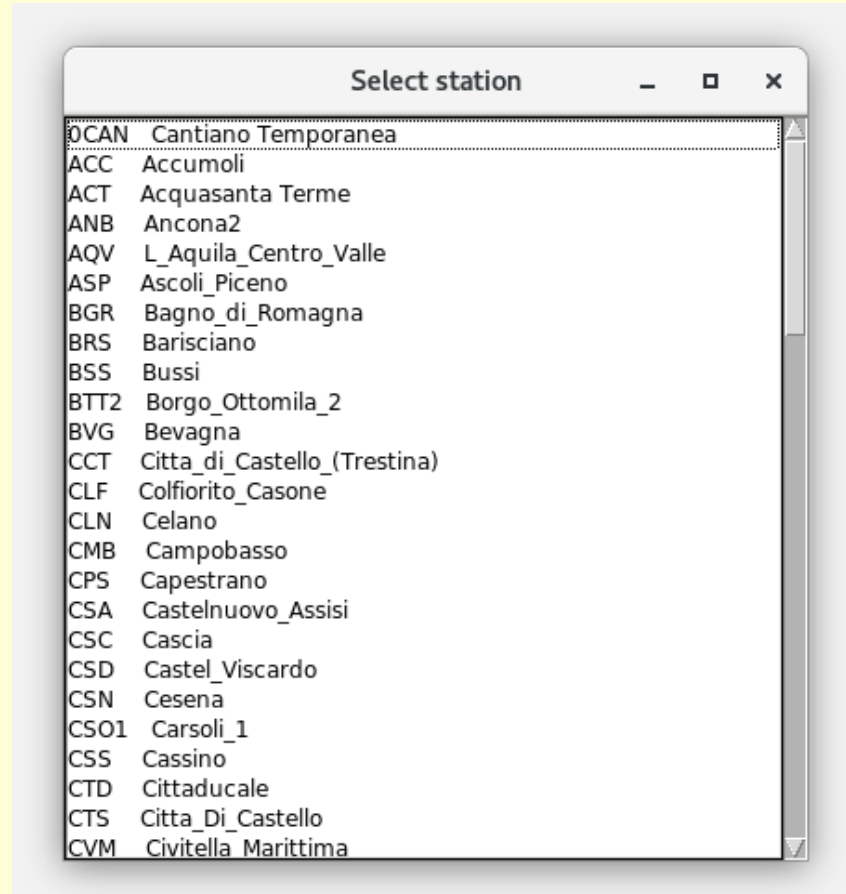 Select station
0CAN Cantiano Temporanea
ACC Accumoli
ACT Acquasanta Terme
ANB Ancona2
AQV L_Aquila_Centro_Valle
ASP Ascoli_Piceno
BGR Bagno_di_Romagna
BRS Barisciano
BSS Bussi
BTT2 Borgo_Ottomila_2
BVG Bevagna
CCT Citta_di_Castello_(Trestina)
CLF Colfiorito_Casone
CLN Celano
CMB Campobasso
CPS Capestrano
CSA Castelnuovo_Assisi
CSC Cascia
CSD Castel_Viscardo
CSN Cesena
CSO1 Carsoli_1
CSS Cassino
CTD Cittaducale
CTS Citta_Di_Castello
CVM Civitella_Marittima